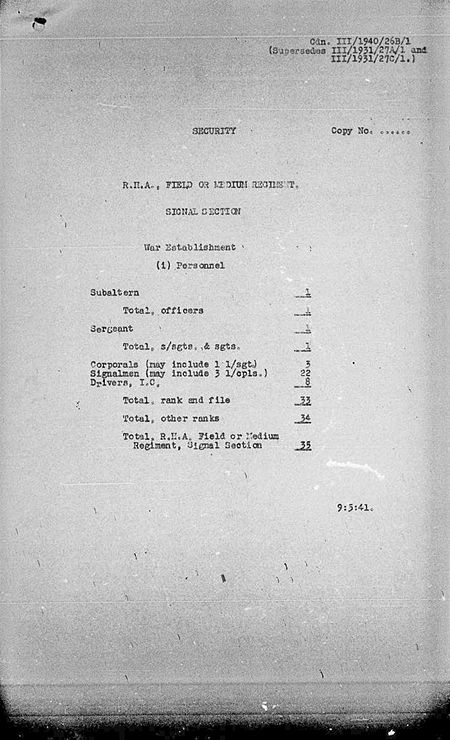 Cdn. III/1940/26B/1
(Supersedes III/1931/27A/1 and
III/1931/27C/1.)
SECURITY Copy No. ......
R.H.A., FIELD OR MEDIUM REGIMENT.
SIGNAL SECTION
War Establishment
(i) Personnel
Subaltern 1
Total, officers 1
Sergeant 1
Total, s/sgts. & sgts. 1
Corporals (may include 1 l/sgt.) 3
Signalmen (may include 3 l/cpls.) 22
Drivers, I.C. 8
Total, rank and file 33
Total, other ranks 34
Total, R.H.A. Field or Medium
Regiment, Signal Section 35
9:5:41.